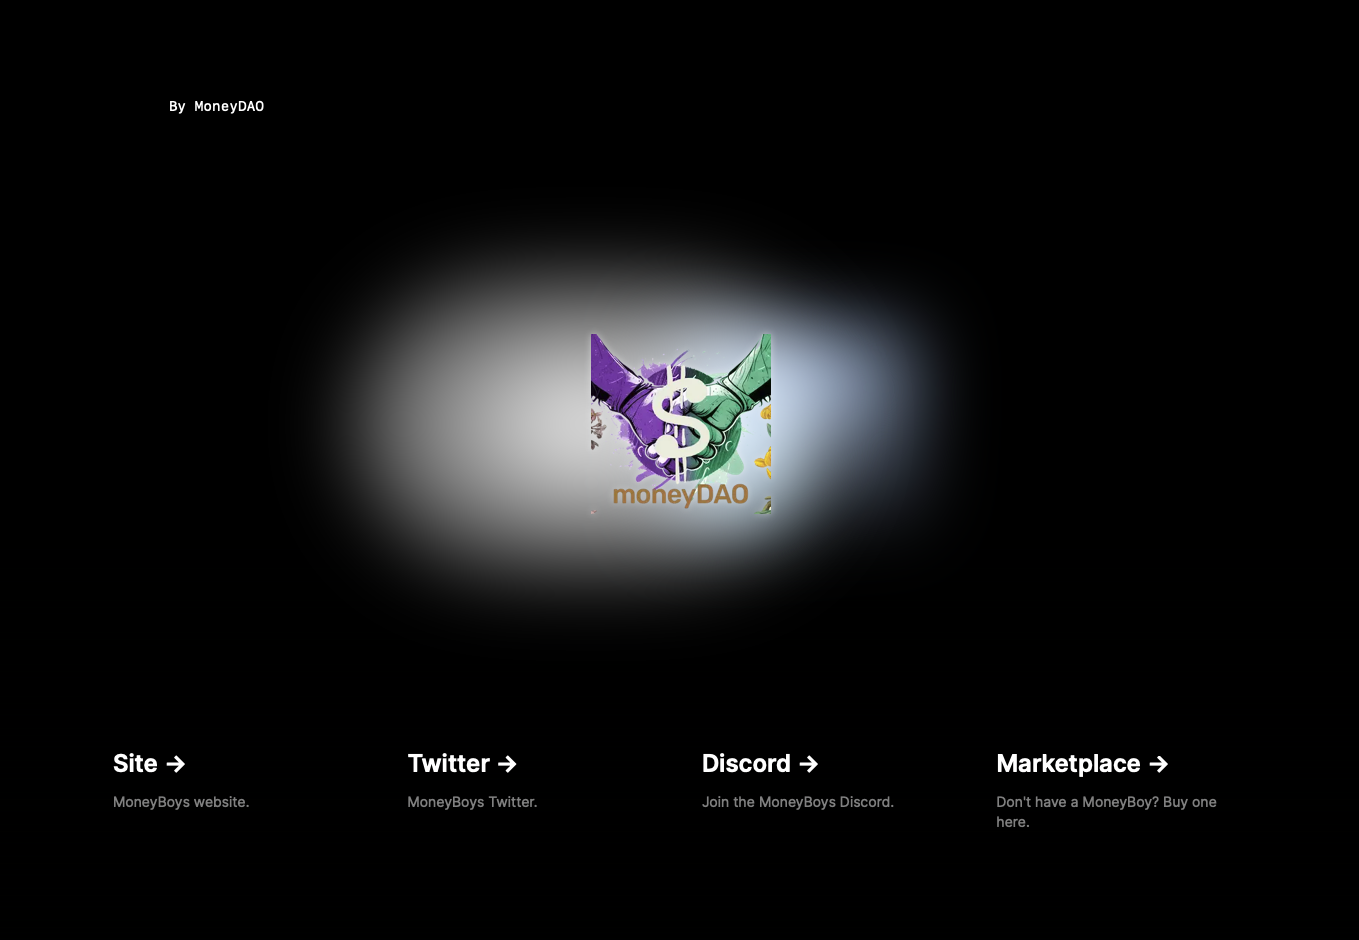 By MoneyDAO
$
moneyDAO
Site →
MoneyBoys website.
Twitter →
MoneyBoys Twitter.
Discord →
Join the MoneyBoys Discord.
Marketplace →
Don't have a MoneyBoy? Buy one
here.